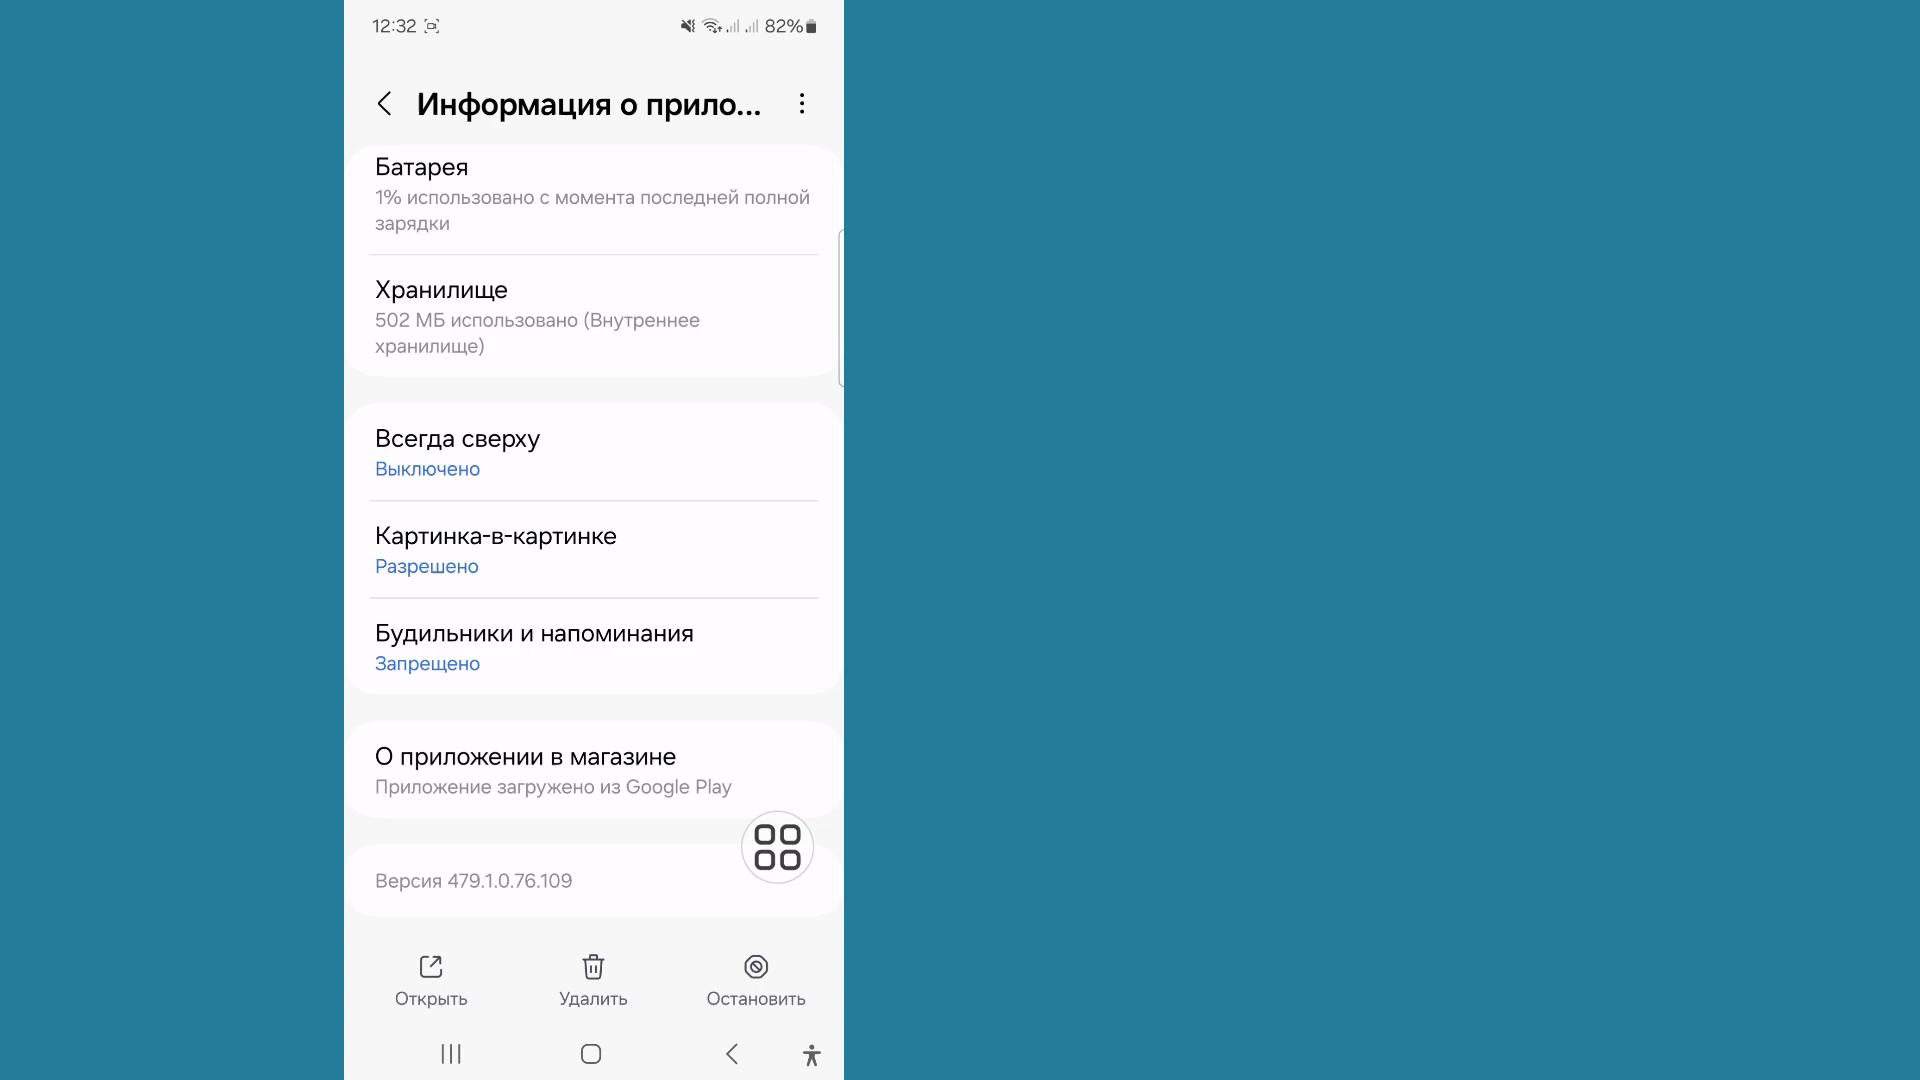 12:32
82%
Информация о прило...
Батарея
1% использовано с момента последней полной
зарядки
Хранилище
502 МБ использовано (Внутреннее
хранилище)
Всегда сверху
Выключено
Картинка-в-картинке
Разрешено
Будильники и напоминания
Запрещено
О приложении в магазине
Приложение загружено из Google Play
Версия 479.1.0.76.109
Открыть
Удалить
Остановить